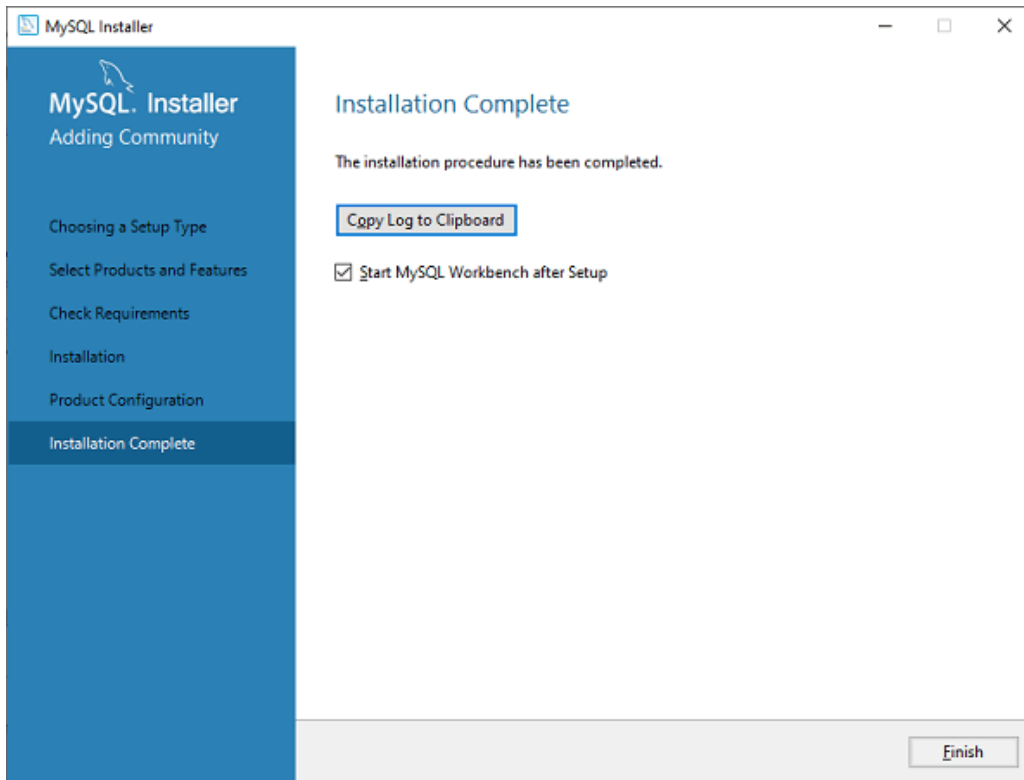 MySQL Installer
MySQL. Installer
Adding Community
Choosing a Setup Type
Select Products and Features
Check Requirements
Installation
Product Configuration
Installation Complete
Installation Complete
The installation procedure has been completed.
Copy Log to Clipboard
Start MySQL Workbench after Setup
Finish